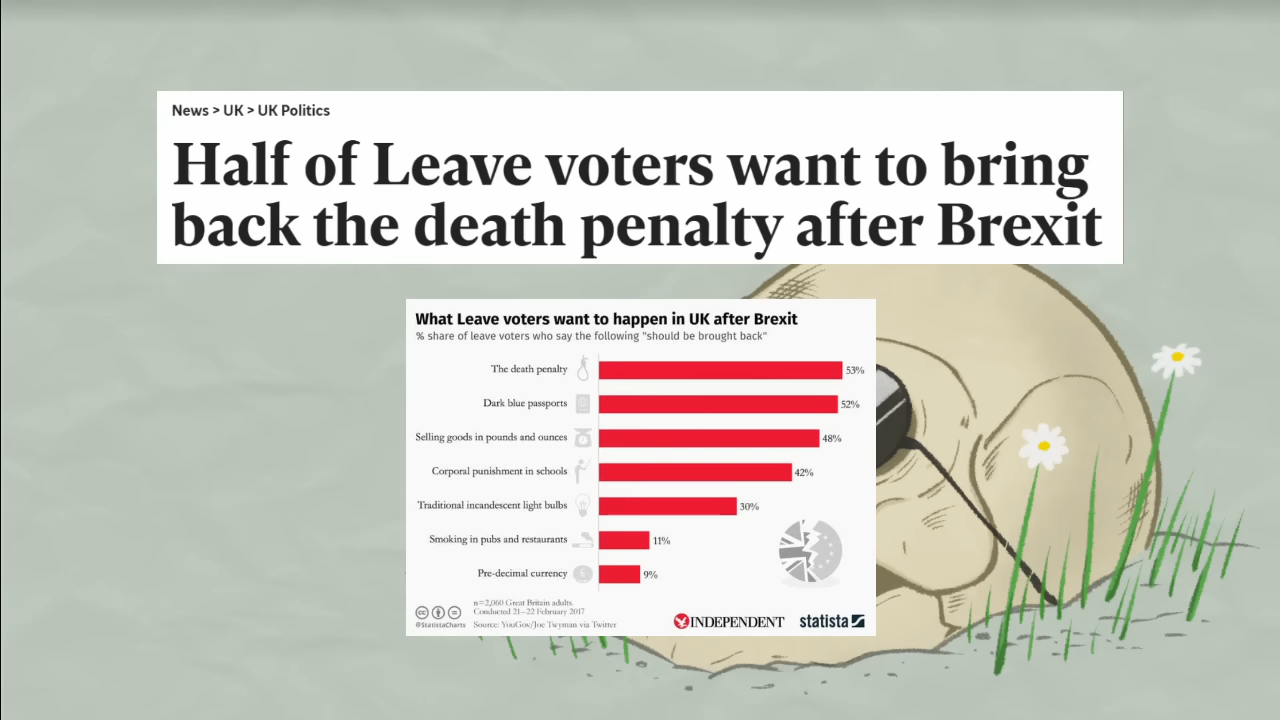 News > UK > UK Politics
Half of Leave voters want to bring
back the death penalty after Brexit
What Leave voters want to happen in UK after Brexit
% share of leave voters who say the following "should be brought back"
The death penalty 53%
Dark blue passports 52%
Selling goods in pounds and ounces 48%
Corporal punishment in schools 42%
Traditional incandescent light bulbs 30%
Smoking in pubs and restaurants 11%
Pre-decimal currency 9%
n=2,060 Great Britain adults.
Conducted 21–22 February 2017
@StatistaCharts Source: YouGov/Joe Twyman via Twitter
INDEPENDENT statista